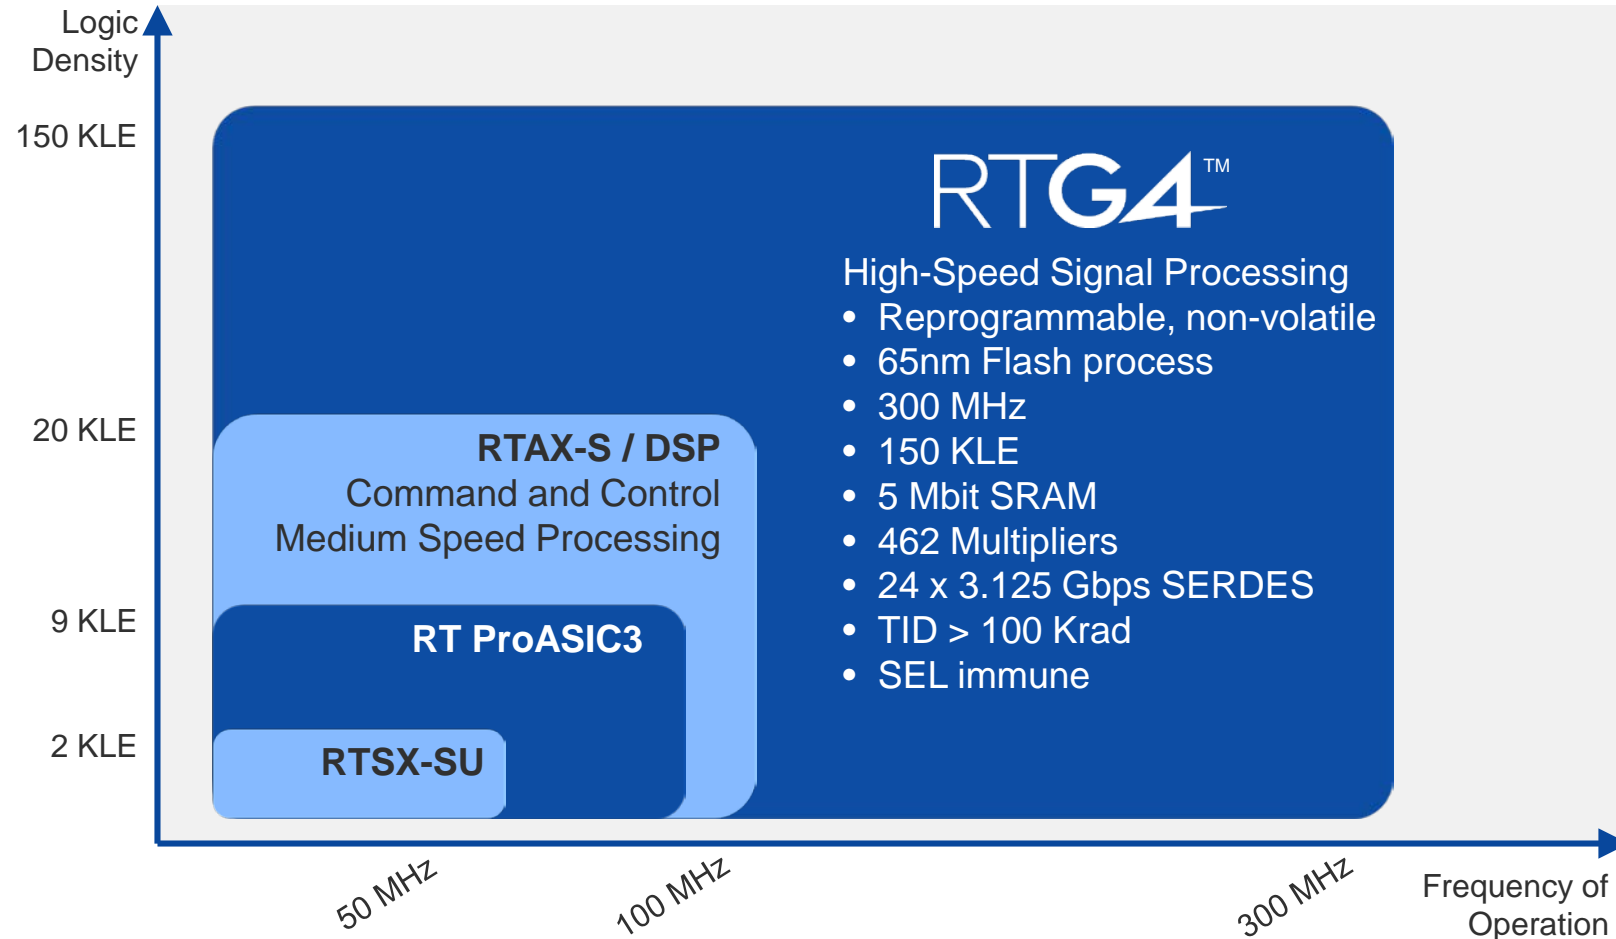 Logic
Density
150 KLE
20 KLE
9 KLE
2 KLE
RTG4™
High-Speed Signal Processing
• Reprogrammable, non-volatile
• 65nm Flash process
• 300 MHz
• 150 KLE
• 5 Mbit SRAM
• 462 Multipliers
• 24 x 3.125 Gbps SERDES
• TID > 100 Krad
• SEL immune
RTAX-S / DSP
Command and Control
Medium Speed Processing
RT ProASIC3
RTSX-SU
50 MHz
100 MHz
300 MHz
Frequency of
Operation